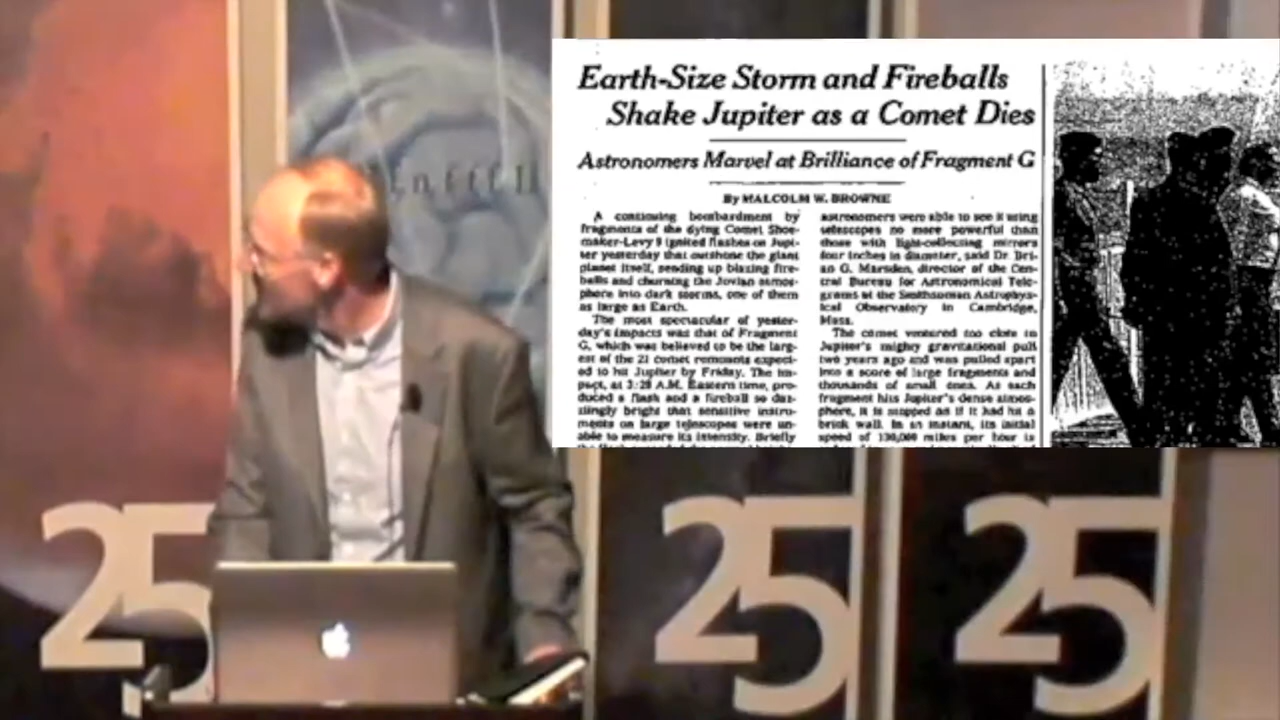 Earth-Size Storm and Fireballs
Shake Jupiter as a Comet Dies
Astronomers Marvel at Brilliance of Fragment G
By MALCOLM W. BROWNE
A continuing bombardment by
fragments of the dying Comet Shoe-
maker-Levy 9 ignited flashes on Jupi-
ter yesterday that outshone the giant
planet itself, sending up blazing fire-
balls and churning the Jovian atmos-
phere into dark storms, one of them
as large as Earth.
The most spectacular of yester-
day's impacts was that of Fragment
G, which was believed to be the larg-
est of the 21 comet remnants expect-
ed to hit Jupiter by Friday. The im-
pact, at 3:28 A.M. Eastern time, pro-
duced a flash and a fireball so daz-
zlingly bright that sensitive instru-
ments on large telescopes were un-
able to measure its intensity. Briefly
astronomers were able to see it using
telescopes no more powerful than
those with light-collecting mirrors
four inches in diameter, said Dr. Bri-
an G. Marsden, director of the Cen-
tral Bureau for Astronomical Tele-
grams at the Smithsonian Astrophys-
ical Observatory in Cambridge,
Mass.
The comet ventured too close to
Jupiter's mighty gravitational pull
two years ago and was pulled apart
into a score of large fragments and
thousands of small ones. As each
fragment hits Jupiter's dense atmos-
phere, it is stopped as if it had hit a
brick wall. In an instant, its initial
speed of 130,000 miles per hour is
25
25
25